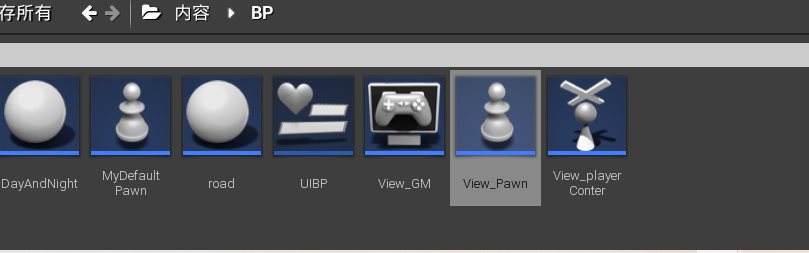 存所有 内容 BP
DayAndNight
MyDefault
Pawn
road
UIBP
View_GM
View_Pawn
View_player
Conter